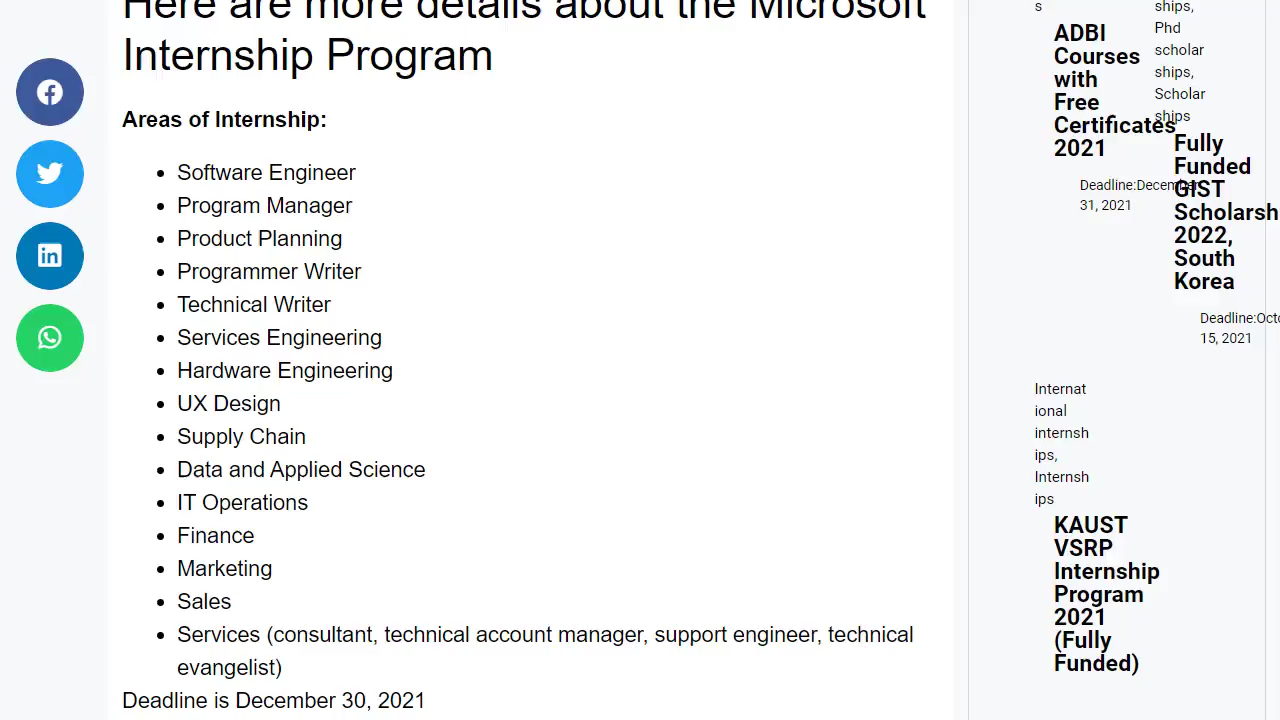 Here are more details about the Microsoft
Internship Program
Areas of Internship:
Software Engineer
Program Manager
Product Planning
Programmer Writer
Technical Writer
Services Engineering
Hardware Engineering
UX Design
Supply Chain
Data and Applied Science
IT Operations
Finance
Marketing
Sales
Services (consultant, technical account manager, support engineer, technical
evangelist)
Deadline is December 30, 2021
s
ADBI
Courses
with
Free
Certificates
2021
Deadline:December
31, 2021
ships,
Phd
scholar
ships,
Scholar
ships
Fully
Funded
GIST
Scholarsh
2022,
South
Korea
Deadline:Octo
15, 2021
Internat
ional
internsh
ips,
Internsh
ips
KAUST
VSRP
Internship
Program
2021
(Fully
Funded)